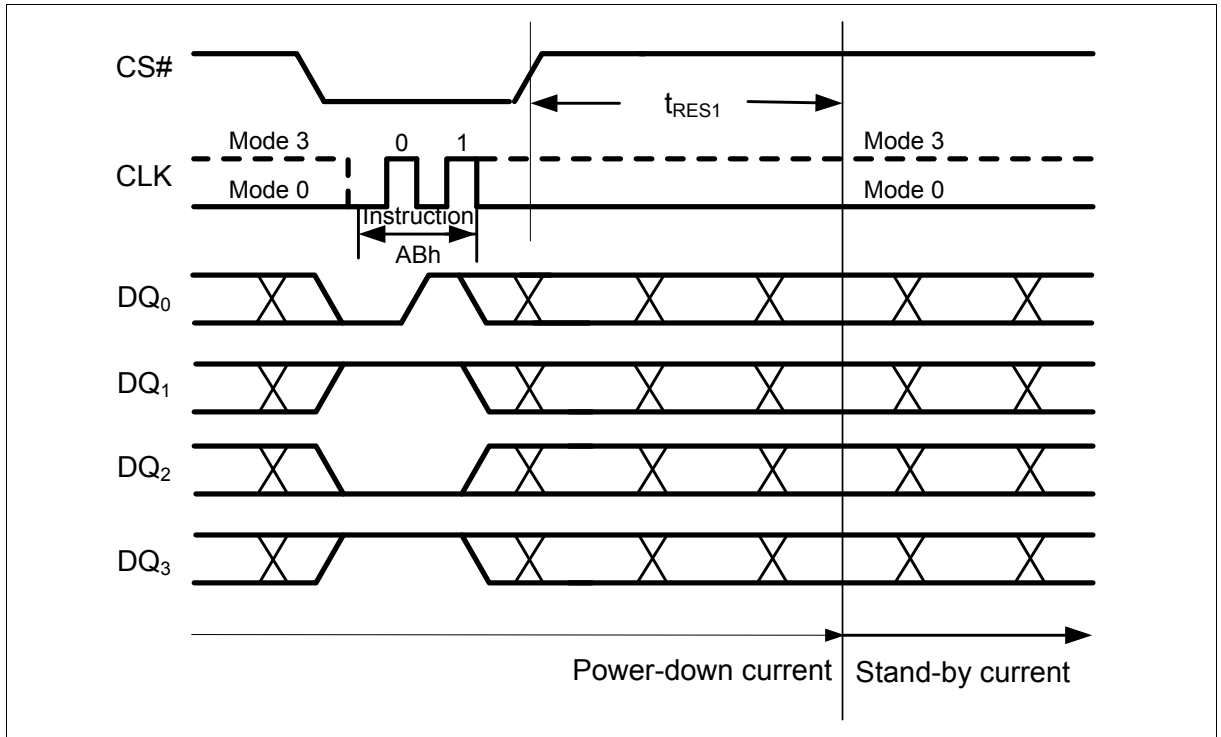 CS#
tRES1
CLK
Mode 3
0
1
Mode 3
Mode 0
Mode 0
Instruction
ABh
DQ0
DQ1
DQ2
DQ3
Power-down current
Stand-by current